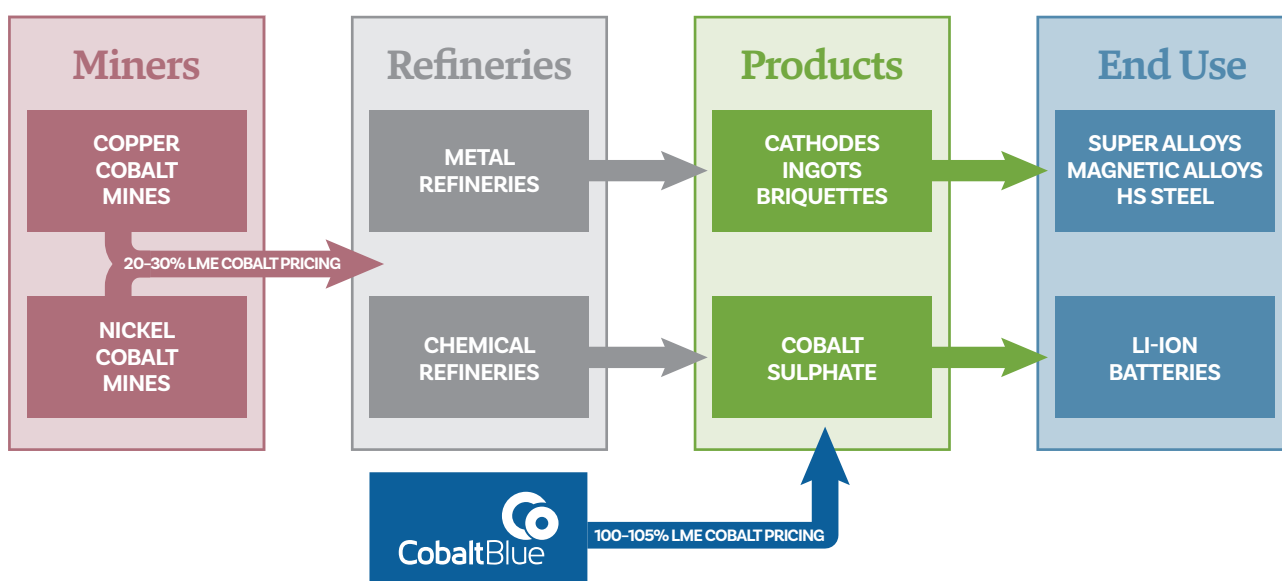 Miners
COPPER
COBALT
MINES
20-30% LME COBALT PRICING
NICKEL
COBALT
MINES
Refineries
METAL
REFINERIES
CHEMICAL
REFINERIES
Products
CATHODES
INGOTS
BRIQUETTES
COBALT
SULPHATE
End Use
SUPER ALLOYS
MAGNETIC ALLOYS
HS STEEL
LI-ION
BATTERIES
Co
CobaltBlue
100-105% LME COBALT PRICING